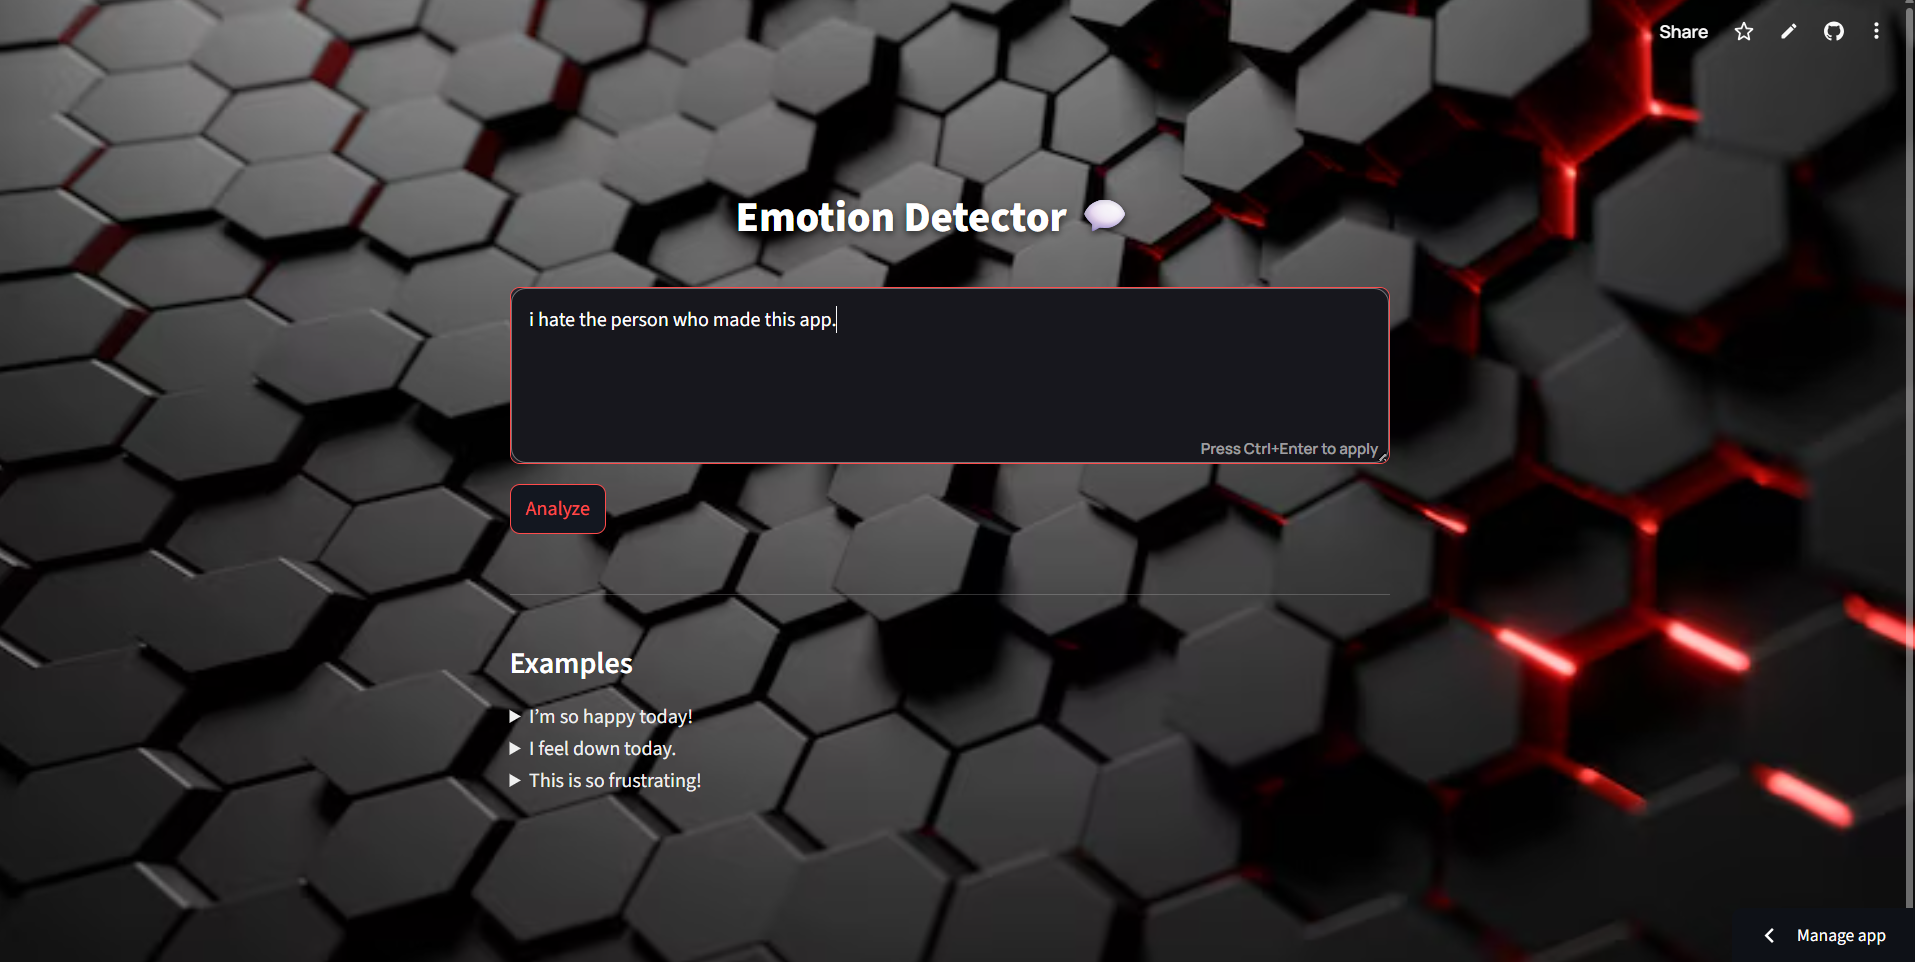 Share
Emotion Detector
i hate the person who made this app.
Press Ctrl+Enter to apply
Analyze
Examples
I’m so happy today!
I feel down today.
This is so frustrating!
Manage app